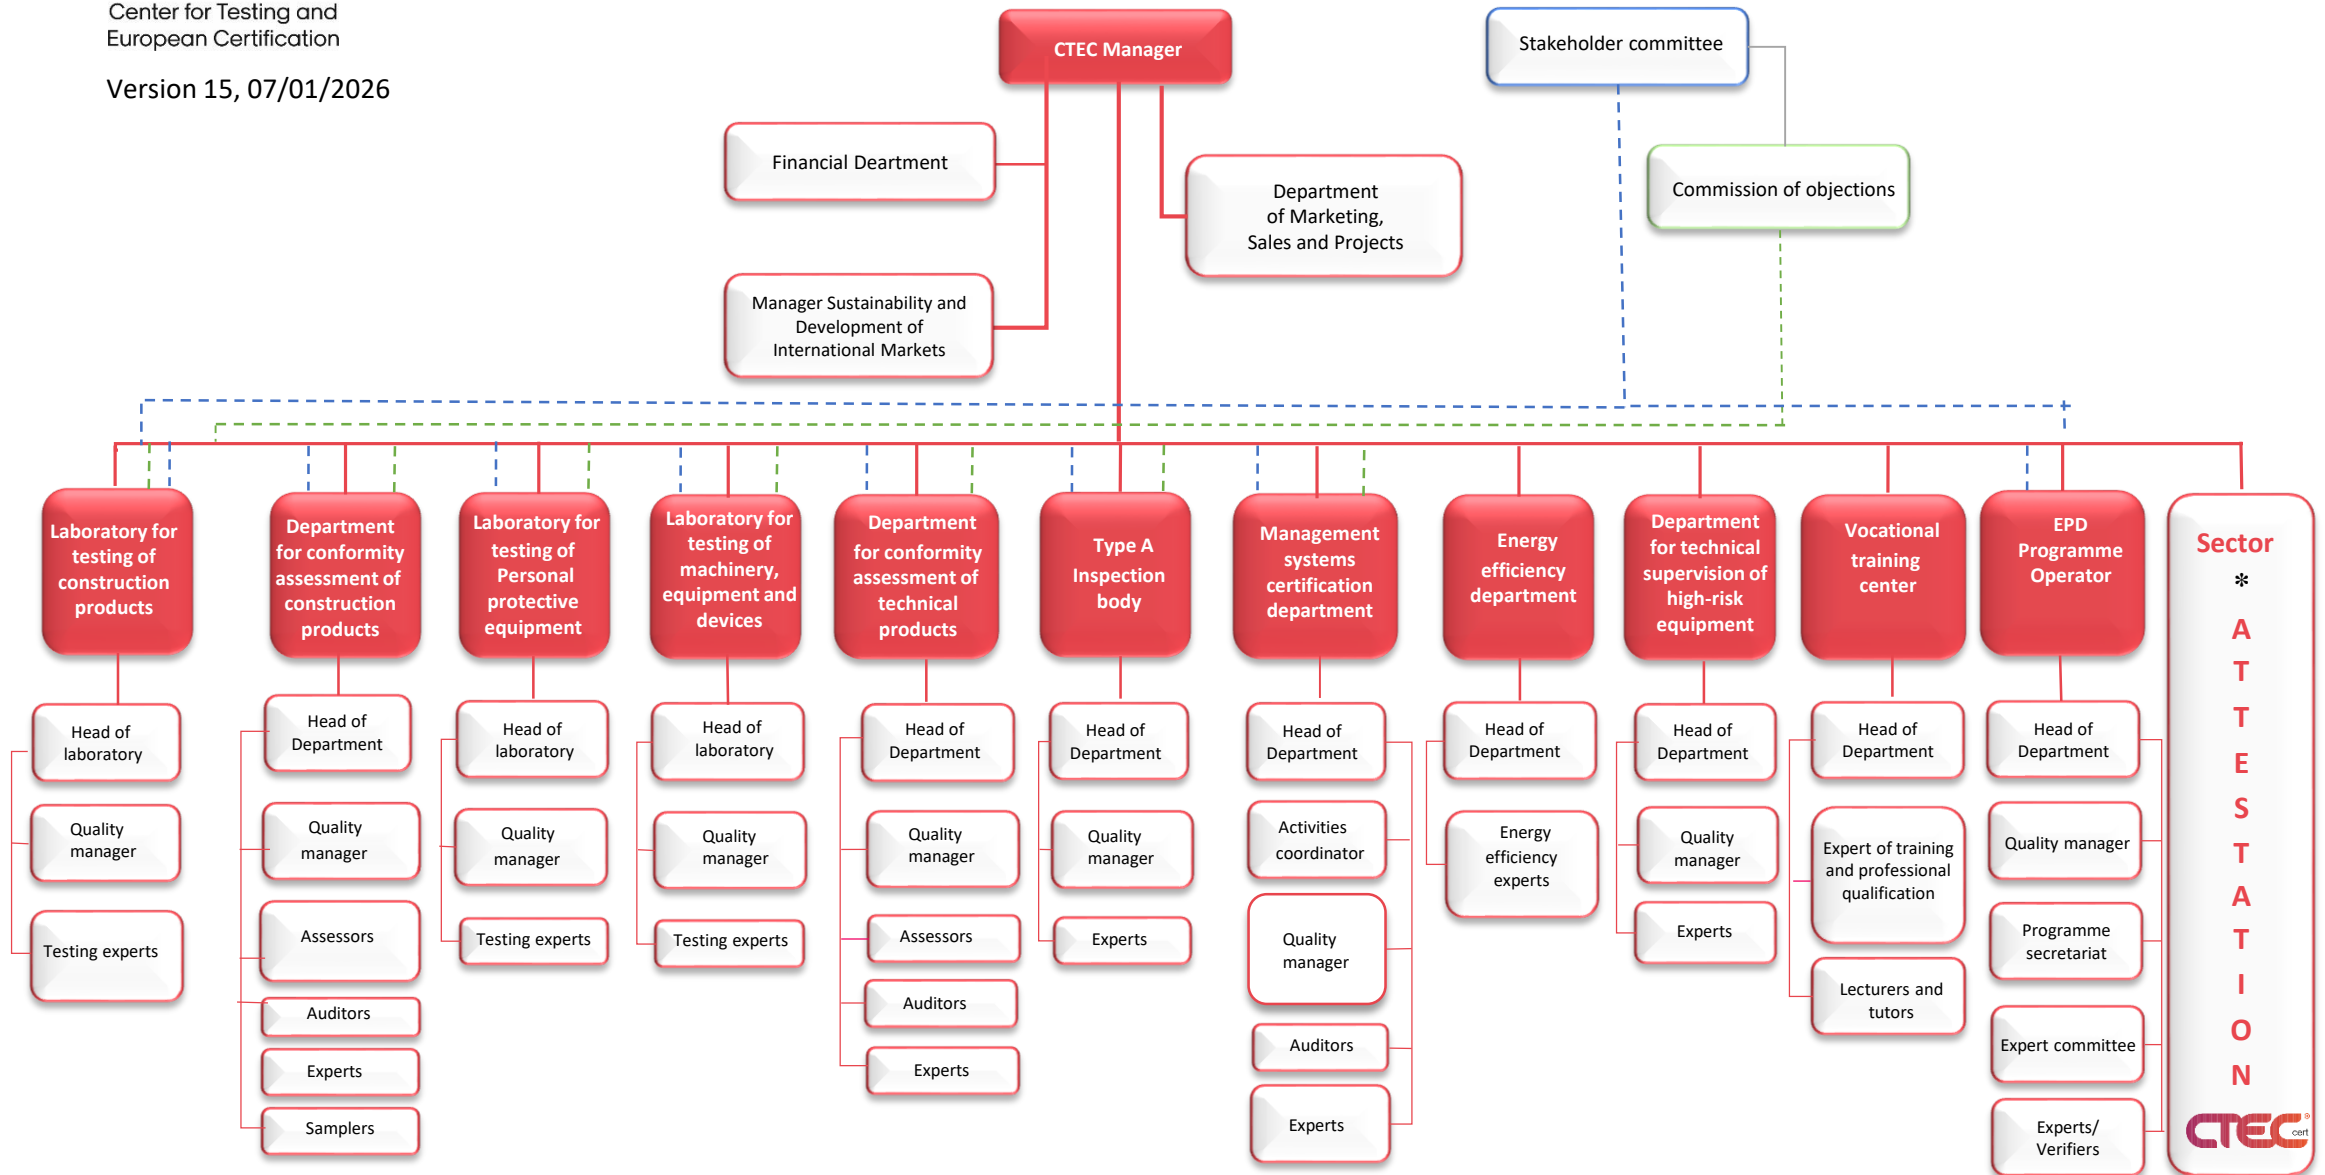 Center for Testing and
European Certification
Version 15, 07/01/2026
CTEC Manager
Stakeholder committee
Financial Deartment
Department
of Marketing,
Sales and Projects
Commission of objections
Manager Sustainability and
Development of
International Markets
Laboratory for
testing of
construction
products
Head of
laboratory
Quality
manager
Testing experts
Department
for conformity
assessment of
construction
products
Head of
Department
Quality
manager
Assessors
Auditors
Experts
Samplers
Laboratory for
testing of
Personal
protective
equipment
Head of
laboratory
Quality
manager
Testing experts
Laboratory for
testing of
machinery,
equipment and
devices
Head of
laboratory
Quality
manager
Testing experts
Department
for conformity
assessment of
technical
products
Head of
Department
Quality
manager
Assessors
Auditors
Experts
Type A
Inspection
body
Head of
Department
Quality
manager
Experts
Management
systems
certification
department
Head of
Department
Activities
coordinator
Quality
manager
Auditors
Experts
Energy
efficiency
department
Head of
Department
Energy
efficiency
experts
Department
for technical
supervision of
high-risk
equipment
Head of
Department
Quality
manager
Experts
Vocational
training
center
Head of
Department
Expert of training
and professional
qualification
Lecturers and
tutors
EPD
Programme
Operator
Head of
Department
Quality manager
Programme
secretariat
Expert committee
Experts/
Verifiers
Sector
*
A
T
T
E
S
T
A
T
I
O
N
CTEC®
cert